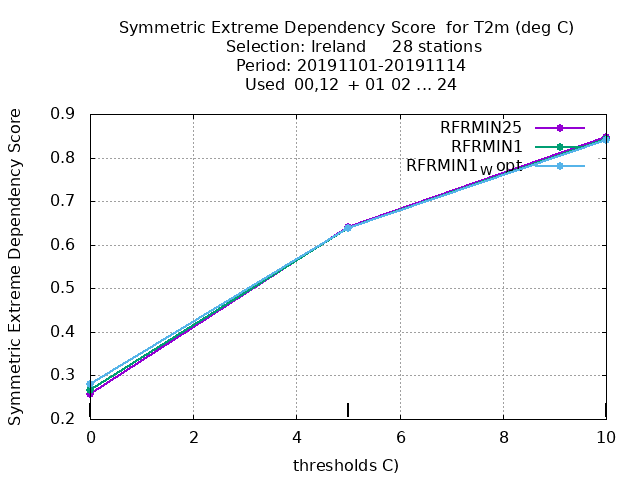 Symmetric Extreme Dependency Score for T2m (deg C)
Selection: Ireland 28 stations
Period: 20191101-20191114
Used 00,12 + 01 02 ... 24
Symmetric Extreme Dependency Score
0.9
0.8
0.7
0.6
0.5
0.4
0.3
0.2
RFRMIN25
RFRMIN1
RFRMIN1W opt
0 2 4 6 8 10
thresholds C)